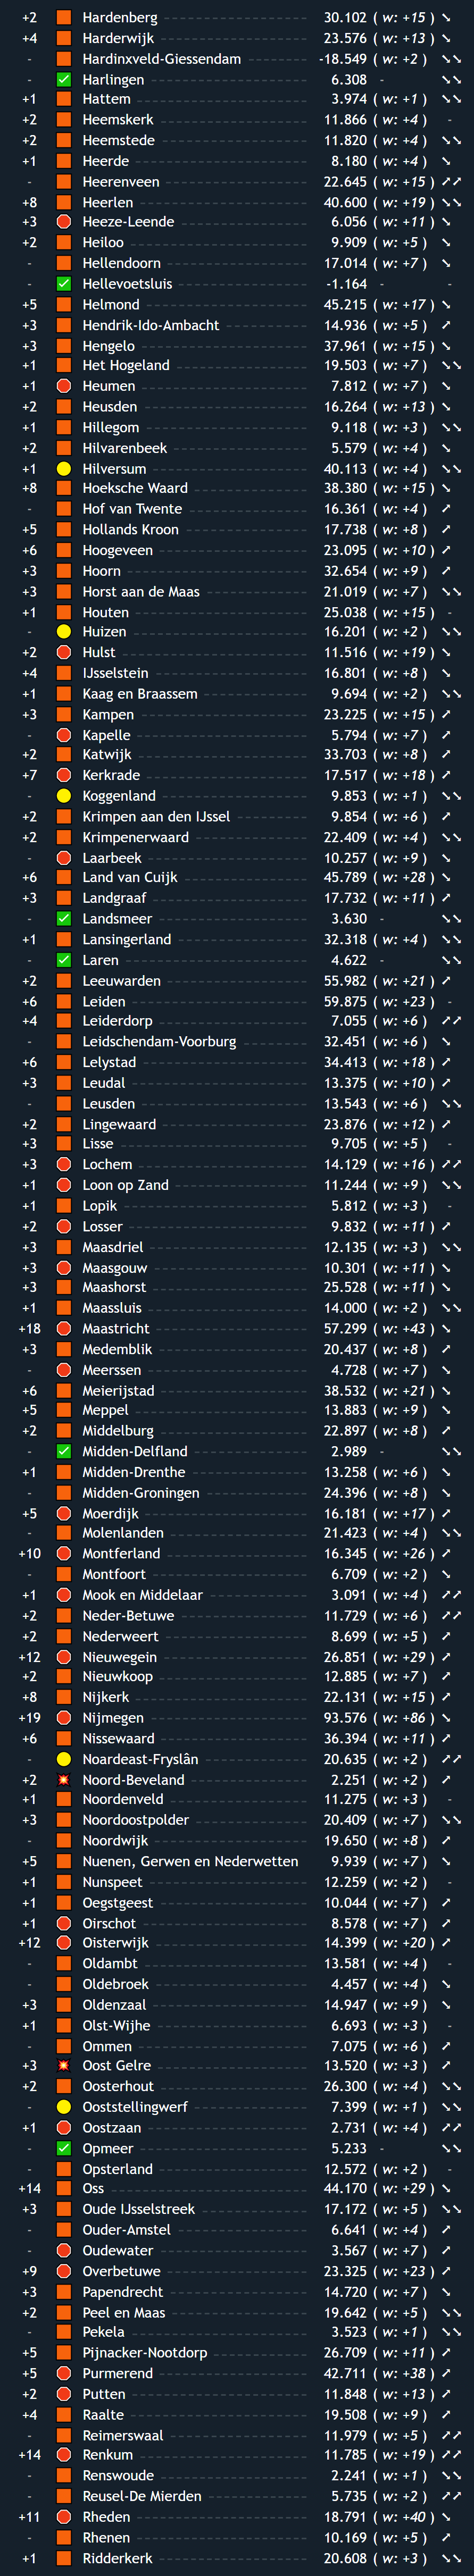 +2 Hardenberg 30.102 ( w: +15 ) ➘
+4 Harderwijk 23.576 ( w: +13 ) ➘
- Hardinxveld-Giessendam -18.549 ( w: +2 ) ➘➘
- Harlingen 6.308 - ➘➘
+1 Hattem 3.974 ( w: +1 ) ➘➘
+2 Heemskerk 11.866 ( w: +4 ) -
+2 Heemstede 11.820 ( w: +4 ) ➘➘
+1 Heerde 8.180 ( w: +4 ) ➘
- Heerenveen 22.645 ( w: +15 ) ➚➚
+8 Heerlen 40.600 ( w: +19 ) ➘➘
+3 Heeze-Leende 6.056 ( w: +11 ) ➘
+2 Heiloo 9.909 ( w: +5 ) ➘
- Hellendoorn 17.014 ( w: +7 ) ➘
- Hellevoetsluis -1.164 - -
+5 Helmond 45.215 ( w: +17 ) ➘
+3 Hendrik-Ido-Ambacht 14.936 ( w: +5 ) ➚
+3 Hengelo 37.961 ( w: +15 ) ➘
+1 Het Hogeland 19.503 ( w: +7 ) ➘➘
+1 Heumen 7.812 ( w: +7 ) ➘
+2 Heusden 16.264 ( w: +13 ) ➘
+1 Hillegom 9.118 ( w: +3 ) ➘➘
+2 Hilvarenbeek 5.579 ( w: +4 ) ➘
+1 Hilversum 40.113 ( w: +4 ) ➘➘
+8 Hoeksche Waard 38.380 ( w: +15 ) ➘
- Hof van Twente 16.361 ( w: +4 ) ➚
+5 Hollands Kroon 17.738 ( w: +8 ) ➚
+6 Hoogeveen 23.095 ( w: +10 ) ➚
+3 Hoorn 32.654 ( w: +9 ) ➚
+3 Horst aan de Maas 21.019 ( w: +7 ) ➘➘
+1 Houten 25.038 ( w: +15 ) -
- Huizen 16.201 ( w: +2 ) ➘➘
+2 Hulst 11.516 ( w: +19 ) ➘
+4 IJsselstein 16.801 ( w: +8 ) ➘
+1 Kaag en Braassem 9.694 ( w: +2 ) ➘➘
+3 Kampen 23.225 ( w: +15 ) ➚
- Kapelle 5.794 ( w: +7 ) ➚
+2 Katwijk 33.703 ( w: +8 ) ➚
+7 Kerkrade 17.517 ( w: +18 ) ➚
- Koggenland 9.853 ( w: +1 ) ➘➘
+2 Krimpen aan den IJssel 9.854 ( w: +6 ) ➚
+2 Krimpenerwaard 22.409 ( w: +4 ) ➘➘
- Laarbeek 10.257 ( w: +9 ) ➘
+6 Land van Cuijk 45.789 ( w: +28 ) ➘
+3 Landgraaf 17.732 ( w: +11 ) ➚
- Landsmeer 3.630 - ➘➘
+1 Lansingerland 32.318 ( w: +4 ) ➘➘
- Laren 4.622 - ➘➘
+2 Leeuwarden 55.982 ( w: +21 ) ➚
+6 Leiden 59.875 ( w: +23 ) -
+4 Leiderdorp 7.055 ( w: +6 ) ➚➚
- Leidschendam-Voorburg 32.451 ( w: +6 ) ➘
+6 Lelystad 34.413 ( w: +18 ) ➚
+3 Leudal 13.375 ( w: +10 ) ➚
- Leusden 13.543 ( w: +6 ) ➘➘
+2 Lingewaard 23.876 ( w: +12 ) ➚
+3 Lisse 9.705 ( w: +5 ) -
+3 Lochem 14.129 ( w: +16 ) ➚➚
+1 Loon op Zand 11.244 ( w: +9 ) ➘➘
+1 Lopik 5.812 ( w: +3 ) -
+2 Losser 9.832 ( w: +11 ) ➚
+3 Maasdriel 12.135 ( w: +3 ) ➘➘
+3 Maasgouw 10.301 ( w: +11 ) ➘
+3 Maashorst 25.528 ( w: +11 ) ➘
+1 Maassluis 14.000 ( w: +2 ) ➘➘
+18 Maastricht 57.299 ( w: +43 ) ➘
+3 Medemblik 20.437 ( w: +8 ) ➚
- Meerssen 4.728 ( w: +7 ) ➘
+6 Meierijstad 38.532 ( w: +21 ) ➘
+5 Meppel 13.883 ( w: +9 ) ➘
+2 Middelburg 22.897 ( w: +8 ) ➚
- Midden-Delfland 2.989 - ➘➘
+1 Midden-Drenthe 13.258 ( w: +6 ) ➘
- Midden-Groningen 24.396 ( w: +8 ) ➘
+5 Moerdijk 16.181 ( w: +17 ) ➚
- Molenlanden 21.423 ( w: +4 ) ➘➘
+10 Montferland 16.345 ( w: +26 ) ➚
- Montfoort 6.709 ( w: +2 ) ➘
+1 Mook en Middelaar 3.091 ( w: +4 ) ➚➚
+2 Neder-Betuwe 11.729 ( w: +6 ) ➚➚
+2 Nederweert 8.699 ( w: +5 ) ➚
+12 Nieuwegein 26.851 ( w: +29 ) ➚
+2 Nieuwkoop 12.885 ( w: +7 ) ➚
+8 Nijkerk 22.131 ( w: +15 ) ➚
+19 Nijmegen 93.576 ( w: +86 ) ➘
+6 Nissewaard 36.394 ( w: +11 ) ➚
- Noardeast-Fryslân 20.635 ( w: +2 ) ➚➚
+2 Noord-Beveland 2.251 ( w: +2 ) ➚
+1 Noordenveld 11.275 ( w: +3 ) -
+3 Noordoostpolder 20.409 ( w: +7 ) ➘➘
- Noordwijk 19.650 ( w: +8 ) ➚
+5 Nuenen, Gerwen en Nederwetten 9.939 ( w: +7 ) ➘
+1 Nunspeet 12.259 ( w: +2 ) -
+1 Oegstgeest 10.044 ( w: +7 ) ➚
+1 Oirschot 8.578 ( w: +7 ) ➚
+12 Oisterwijk 14.399 ( w: +20 ) ➚
- Oldambt 13.581 ( w: +4 ) -
- Oldebroek 4.457 ( w: +4 ) ➘
+3 Oldenzaal 14.947 ( w: +9 ) ➘
+1 Olst-Wijhe 6.693 ( w: +3 ) -
- Ommen 7.075 ( w: +6 ) ➚
+3 Oost Gelre 13.520 ( w: +3 ) ➚
+2 Oosterhout 26.300 ( w: +4 ) ➘➘
- Ooststellingwerf 7.399 ( w: +1 ) ➘➘
+1 Oostzaan 2.731 ( w: +4 ) ➚➚
- Opmeer 5.233 - ➘➘
- Opsterland 12.572 ( w: +2 ) -
+14 Oss 44.170 ( w: +29 ) ➘
+3 Oude IJsselstreek 17.172 ( w: +5 ) ➘➘
- Ouder-Amstel 6.641 ( w: +4 ) ➚
- Oudewater 3.567 ( w: +7 ) ➚
+9 Overbetuwe 23.325 ( w: +23 ) ➚
+3 Papendrecht 14.720 ( w: +7 ) ➘
+2 Peel en Maas 19.642 ( w: +5 ) ➘➘
- Pekela 3.523 ( w: +1 ) ➘➘
+5 Pijnacker-Nootdorp 26.709 ( w: +11 ) ➚
+5 Purmerend 42.711 ( w: +38 ) ➚
+2 Putten 11.848 ( w: +13 ) ➚
+4 Raalte 19.508 ( w: +9 ) ➚
- Reimerswaal 11.979 ( w: +5 ) ➚➚
+14 Renkum 11.785 ( w: +19 ) ➚➚
- Renswoude 2.241 ( w: +1 ) ➘➘
- Reusel-De Mierden 5.735 ( w: +2 ) ➚➚
+11 Rheden 18.791 ( w: +40 ) ➘
- Rhenen 10.169 ( w: +5 ) ➚
+1 Ridderkerk 20.608 ( w: +3 ) ➘➘